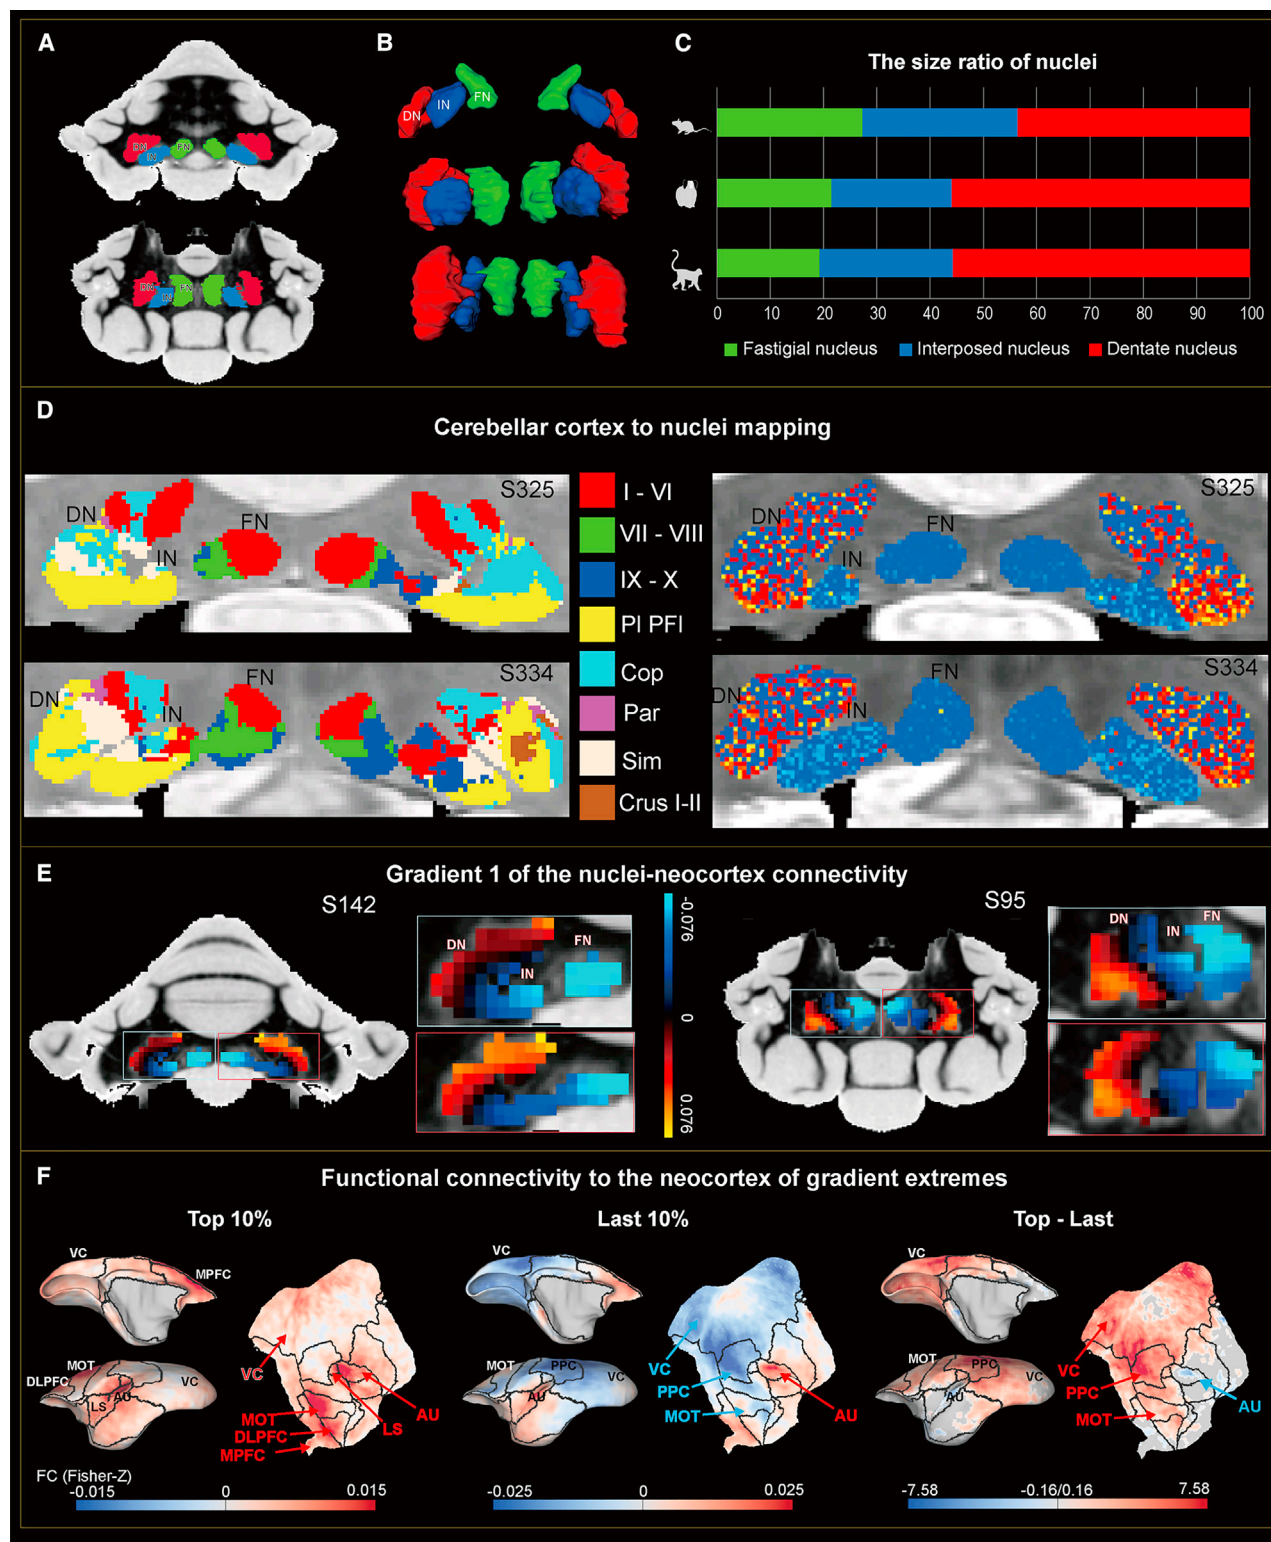 A
B
C
The size ratio of nuclei
DN
IN
FN
DN
IN
FN
DN
IN
FN
0 10 20 30 40 50 60 70 80 90 100
Fastigial nucleus Interposed nucleus Dentate nucleus
D
Cerebellar cortex to nuclei mapping
S325
DN
FN
IN
S334
DN
FN
IN
I - VI
VII - VIII
IX - X
PI PFI
Cop
Par
Sim
Crus I-II
S325
DN
FN
IN
S334
DN
FN
IN
E
Gradient 1 of the nuclei-neocortex connectivity
S142
DN
FN
IN
-0.076
0
0.076
S95
DN
FN
IN
F
Functional connectivity to the neocortex of gradient extremes
Top 10%
VC
MPFC
MOT
DLPFC
AU
LS
VC
VC
MOT
DLPFC
MPFC
AU
LS
FC (Fisher-Z)
-0.015 0 0.015
Last 10%
VC
MOT
PPC
AU
VC
VC
PPC
MOT
AU
-0.025 0 0.025
Top - Last
VC
MOT
PPC
AU
VC
VC
PPC
MOT
AU
-7.58 -0.16/0.16 7.58